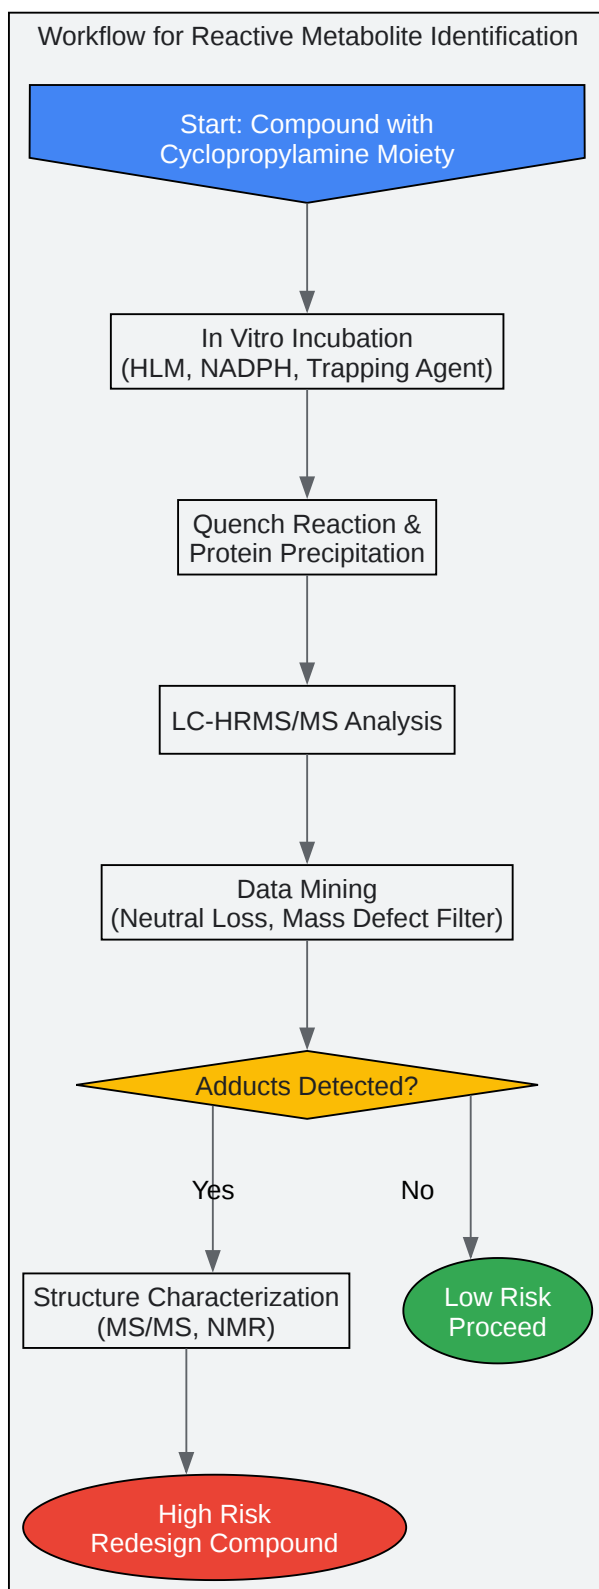 Workflow for Reactive Metabolite Identification
Start: Compound with
Cyclopropylamine Moiety
In Vitro Incubation
(HLM, NADPH, Trapping Agent)
Quench Reaction &
Protein Precipitation
LC-HRMS/MS Analysis
Data Mining
(Neutral Loss, Mass Defect Filter)
Adducts Detected?
Yes
No
Structure Characterization
(MS/MS, NMR)
Low Risk
Proceed
High Risk
Redesign Compound